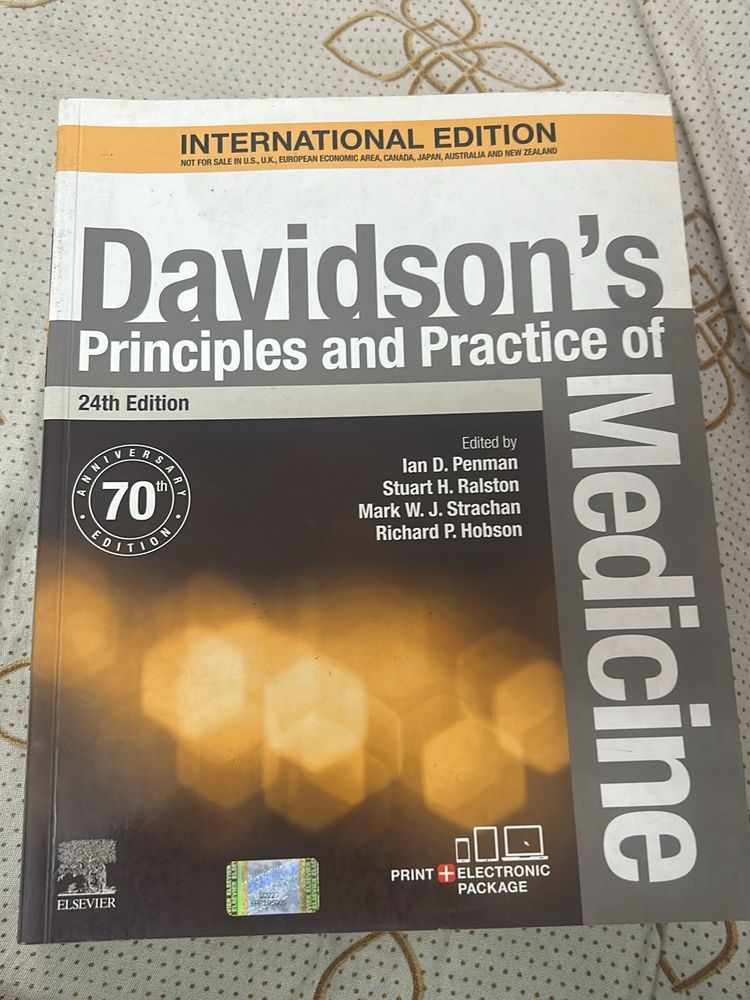 INTERNATIONAL EDITION
NOT FOR SALE IN U.S., U.K., EUROPEAN ECONOMIC AREA, CANADA, JAPAN, AUSTRALIA AND NEW ZEALAND
Davidson's
Principles and Practice of
Medicine
24th Edition
ANNIVERSARY
70th
EDITION
Edited by
Ian D. Penman
Stuart H. Ralston
Mark W. J. Strachan
Richard P. Hobson
PRINT + ELECTRONIC
PACKAGE
ELSEVIER